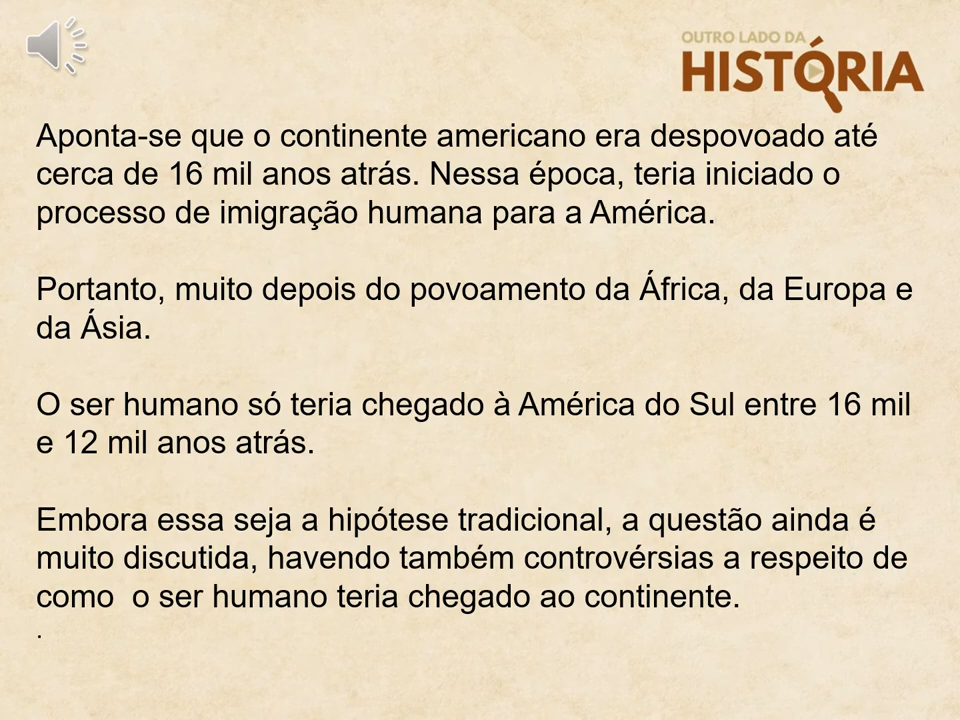 OUTRO LADO DA
HISTÓRIA
Aponta-se que o continente americano era despovoado até
cerca de 16 mil anos atrás. Nessa época, teria iniciado o
processo de imigração humana para a América.
Portanto, muito depois do povoamento da África, da Europa e
da Ásia.
O ser humano só teria chegado à América do Sul entre 16 mil
e 12 mil anos atrás.
Embora essa seja a hipótese tradicional, a questão ainda é
muito discutida, havendo também controvérsias a respeito de
como  o ser humano teria chegado ao continente.
.